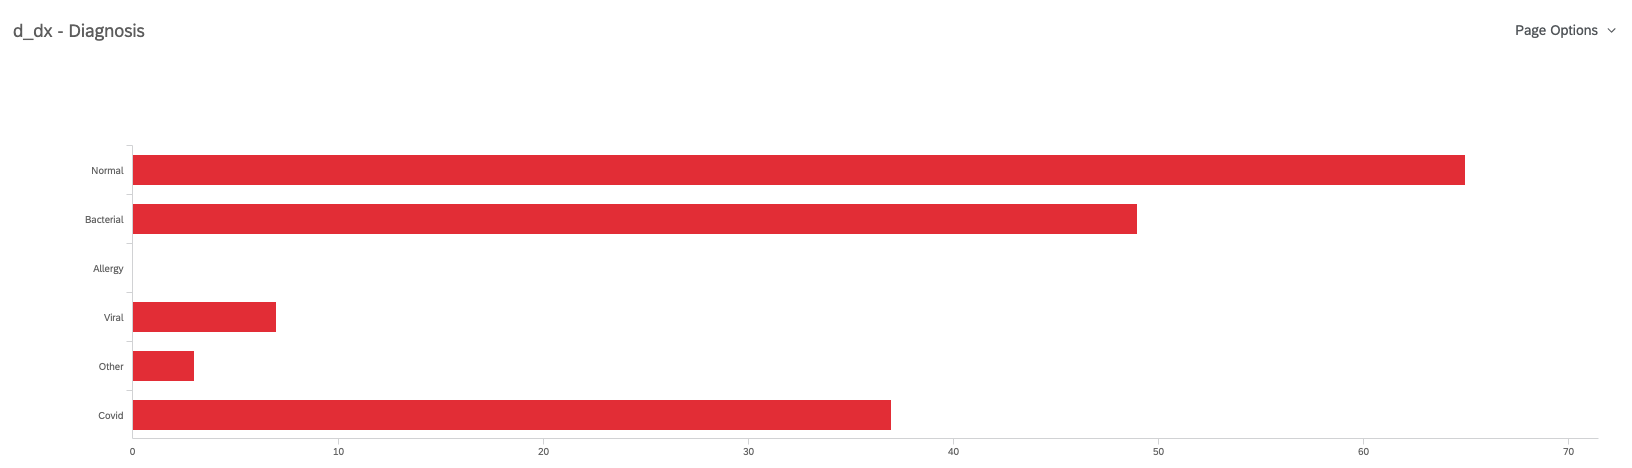 d_dx - Diagnosis
Page Options
Normal
Bacterial
Allergy
Viral
Other
Covid
0 10 20 30 40 50 60 70